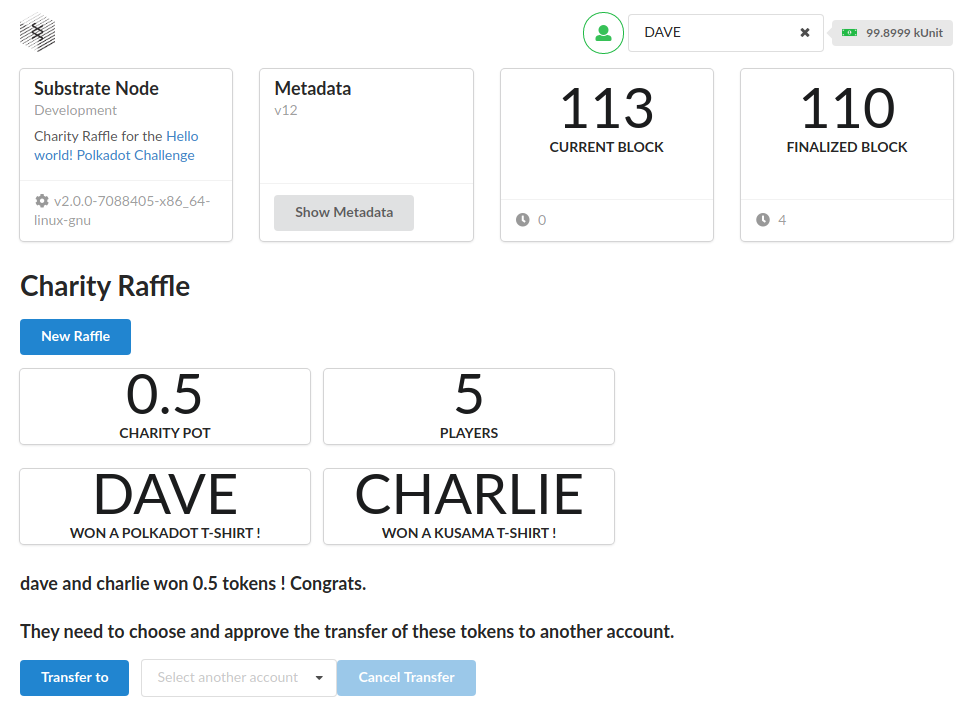 DAVE
99.8999 kUnit
Substrate Node
Development
Charity Raffle for the Hello
world! Polkadot Challenge
v2.0.0-7088405-x86_64-
linux-gnu
Metadata
v12
Show Metadata
113
CURRENT BLOCK
0
110
FINALIZED BLOCK
4
Charity Raffle
New Raffle
0.5
CHARITY POT
5
PLAYERS
DAVE
WON A POLKADOT T-SHIRT !
CHARLIE
WON A KUSAMA T-SHIRT !
dave and charlie won 0.5 tokens ! Congrats.
They need to choose and approve the transfer of these tokens to another account.
Transfer to
Select another account
Cancel Transfer